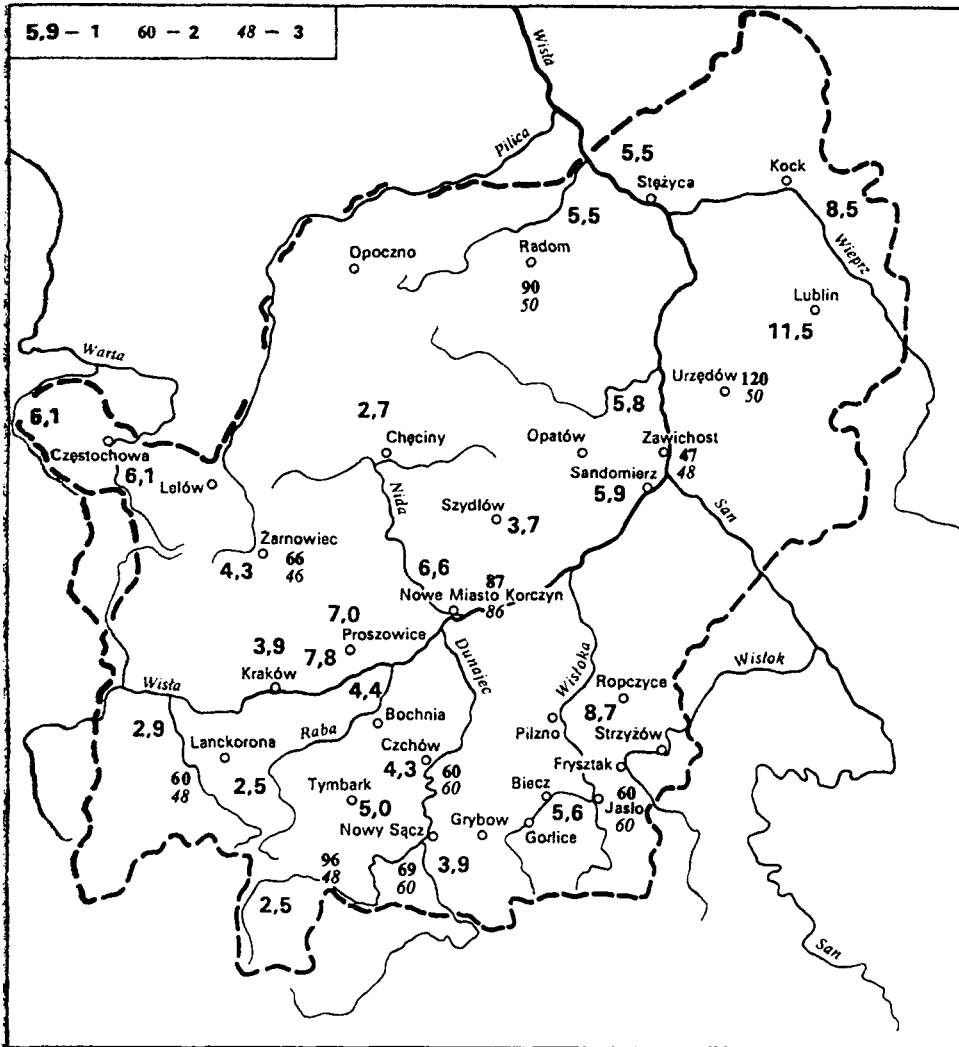 5,9 – 1 60 – 2 48 – 3
Wisła
Pilica
5,5
Kock
Stężyca
8,5
5,5
Wieprz
Opoczno
Radom
90
50
Lublin
11,5
Warta
Urzędów 120
50
6,1
2,7
5,8
Chęciny
Opatów
Zawichost
47
48
Częstochowa
6,1
Lelów
Sandomierz
5,9
Nida
San
Szydłów
3,7
Żarnowiec
4,3
66
46
6,6
87
Nowe Miasto Korczyn
86
7,0
Proszowice
3,9
7,8
Kraków
Dunajec
Wisłoka
Wisłok
Wisła
4,4
Ropczyce
8,7
2,9
Raba
Bochnia
Pilzno
Strzyżów
Lanckorona
Czchów
4,3
60
60
Frysztak
60
48
2,5
Tymbark
5,0
Biecz
5,6
60
Jasło
60
Nowy Sącz
Grybow
Gorlice
96
48
69
60
3,9
2,5
San